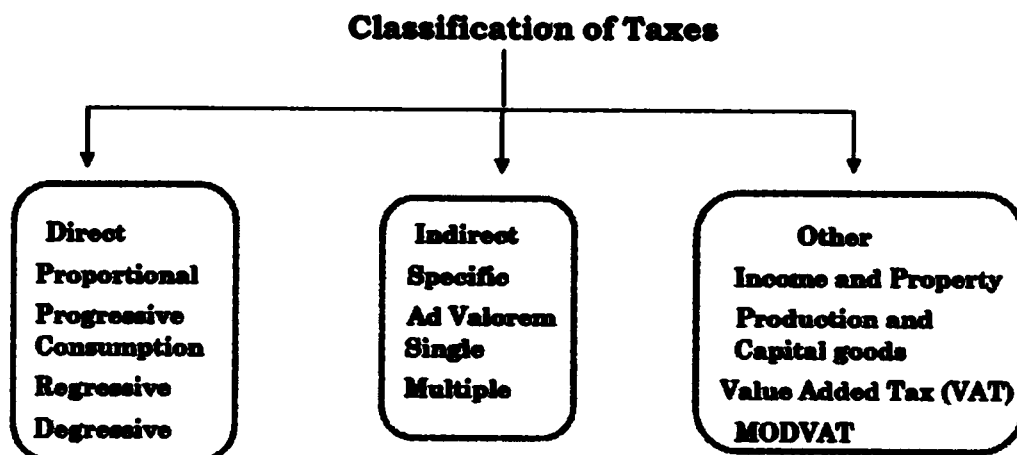 Classification of Taxes
Direct
Proportional
Progressive
Consumption
Regressive
Degressive
Indirect
Specific
Ad Valorem
Single
Multiple
Other
Income and Property
Production and
Capital goods
Value Added Tax (VAT)
MODVAT